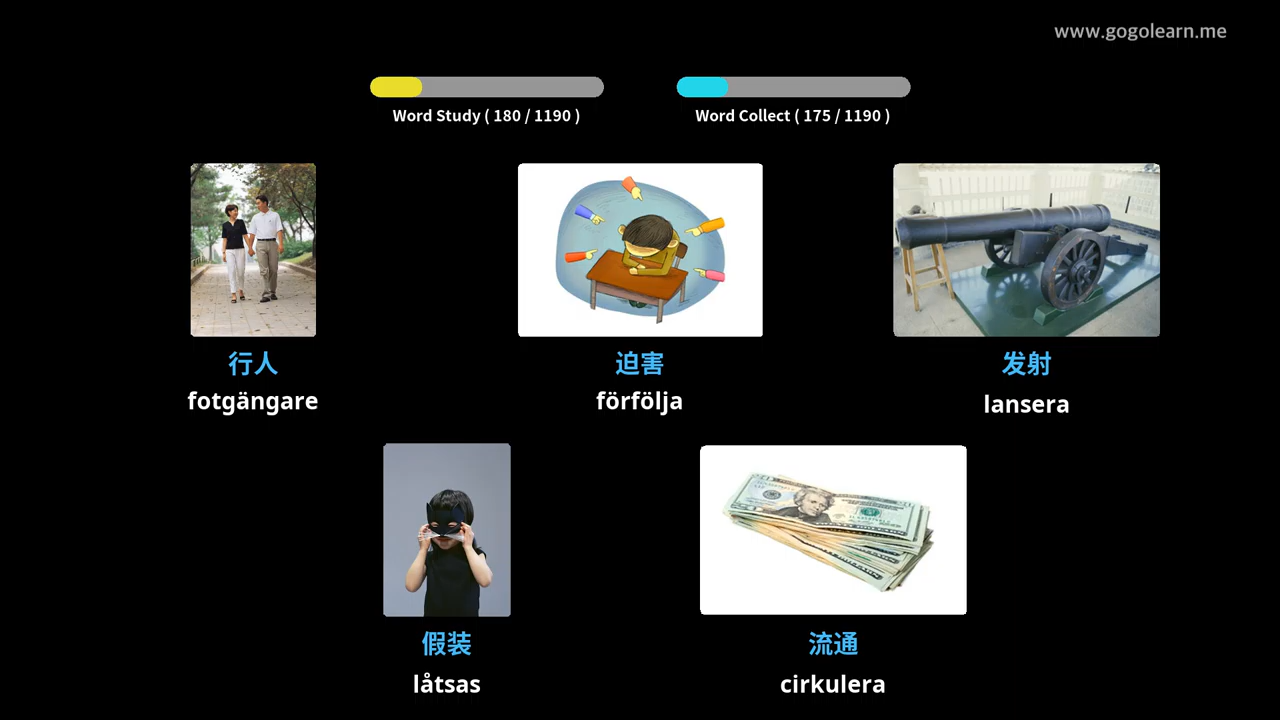 www.gogolearn.me
Word Study ( 180 / 1190 )
Word Collect ( 175 / 1190 )
行人
fotgängare
迫害
förfölja
发射
lansera
假装
låtsas
流通
cirkulera